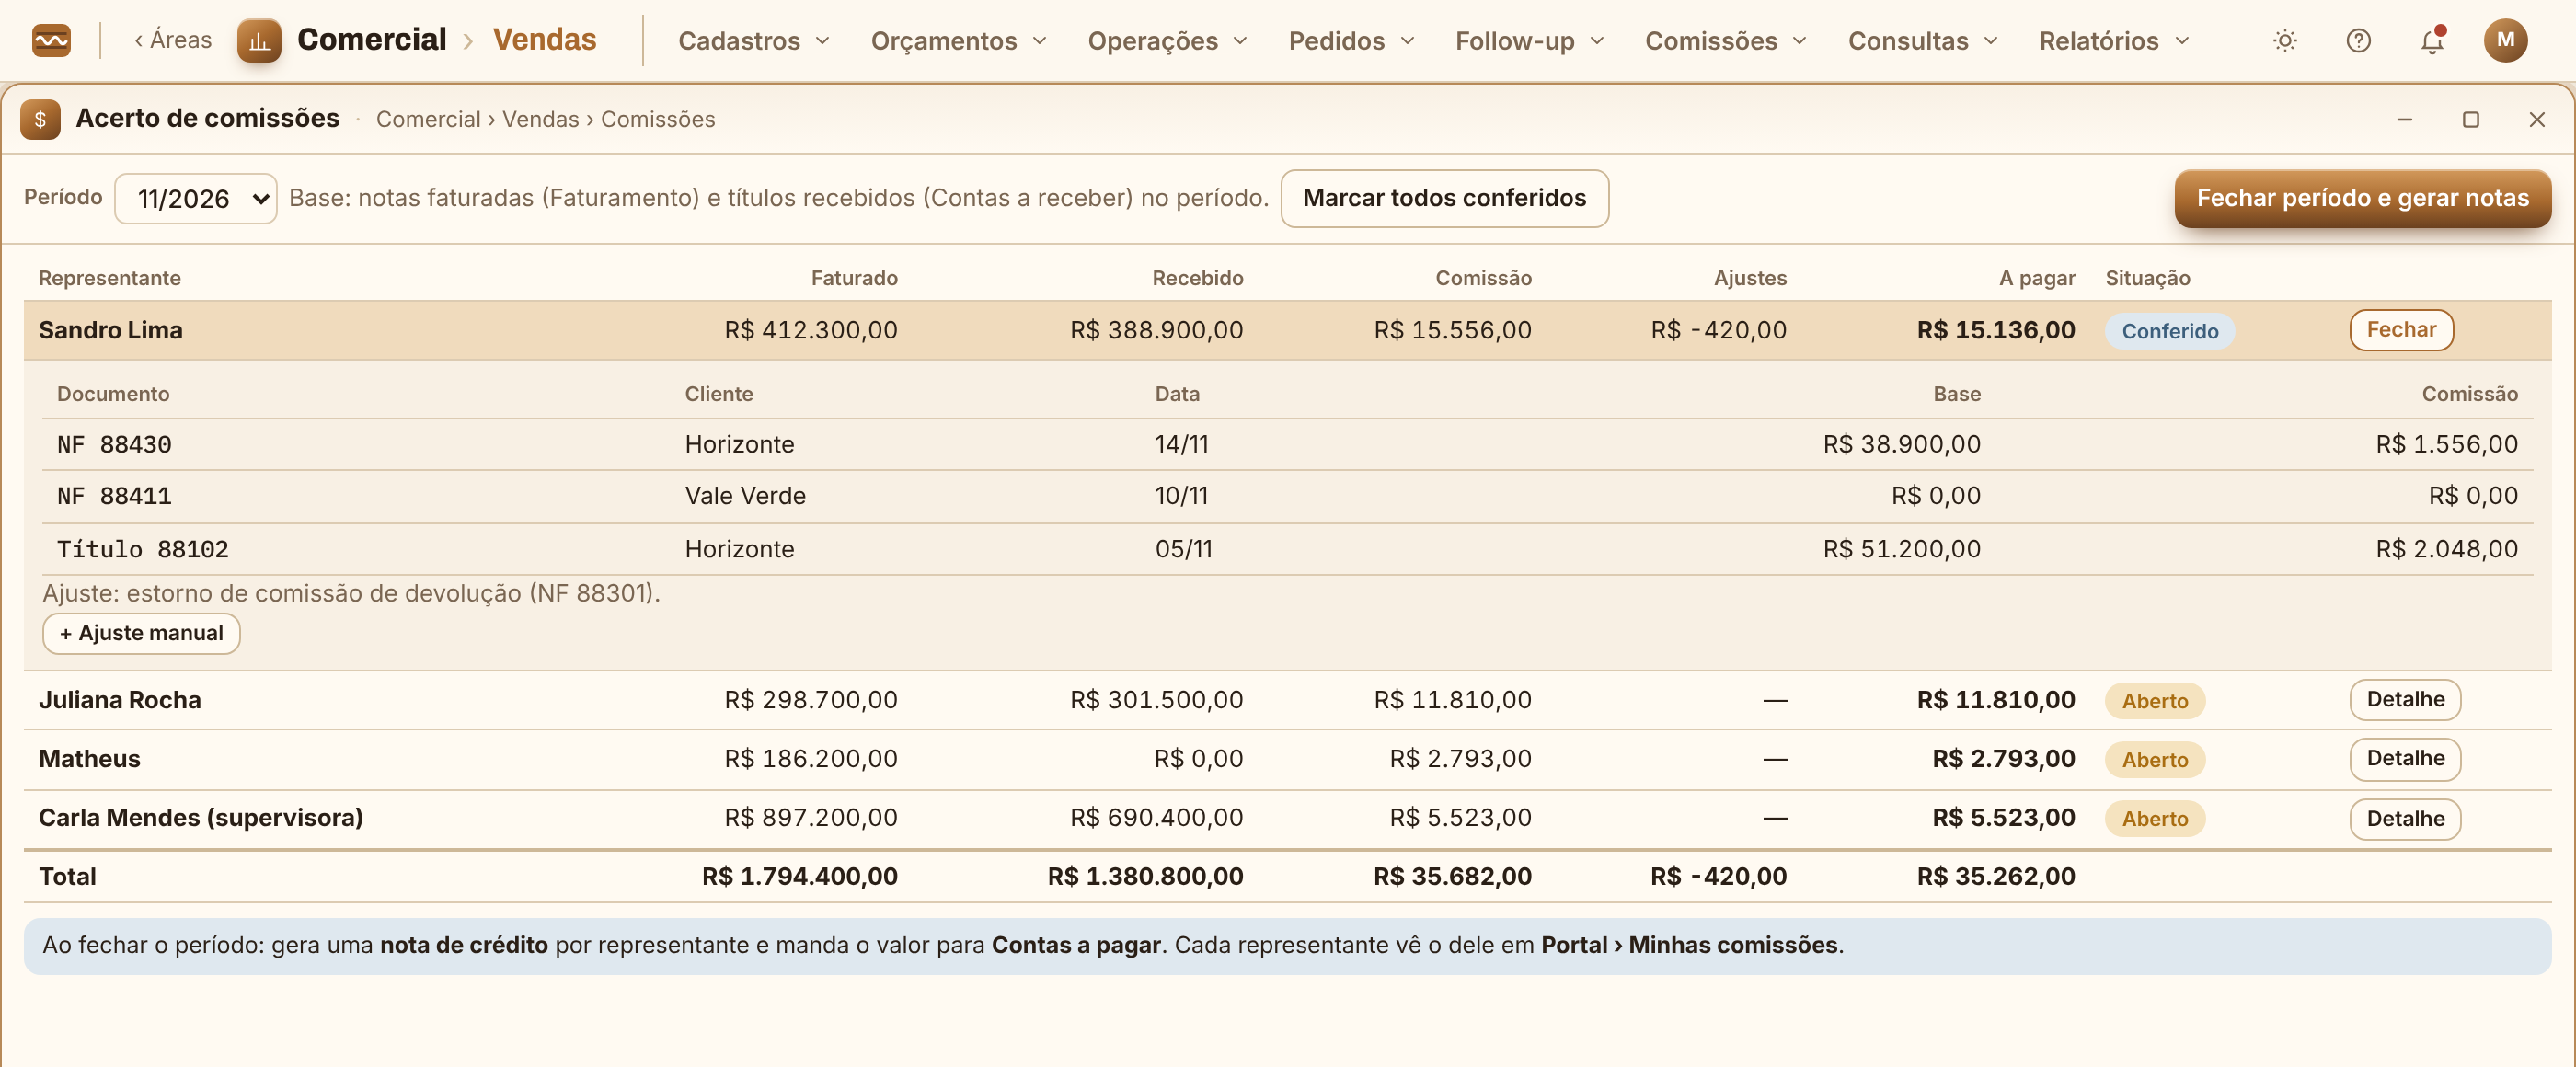 ‹ Áreas Comercial › Vendas Cadastros Orçamentos Operações Pedidos Follow-up Comissões Consultas Relatórios M
$ Acerto de comissões · Comercial › Vendas › Comissões
Período 11/2026 Base: notas faturadas (Faturamento) e títulos recebidos (Contas a receber) no período. Marcar todos conferidos Fechar período e gerar notas
Representante Faturado Recebido Comissão Ajustes A pagar Situação
Sandro Lima R$ 412.300,00 R$ 388.900,00 R$ 15.556,00 R$ -420,00 R$ 15.136,00 Conferido Fechar
Documento Cliente Data Base Comissão
NF 88430 Horizonte 14/11 R$ 38.900,00 R$ 1.556,00
NF 88411 Vale Verde 10/11 R$ 0,00 R$ 0,00
Título 88102 Horizonte 05/11 R$ 51.200,00 R$ 2.048,00
Ajuste: estorno de comissão de devolução (NF 88301).
+ Ajuste manual
Juliana Rocha R$ 298.700,00 R$ 301.500,00 R$ 11.810,00 — R$ 11.810,00 Aberto Detalhe
Matheus R$ 186.200,00 R$ 0,00 R$ 2.793,00 — R$ 2.793,00 Aberto Detalhe
Carla Mendes (supervisora) R$ 897.200,00 R$ 690.400,00 R$ 5.523,00 — R$ 5.523,00 Aberto Detalhe
Total R$ 1.794.400,00 R$ 1.380.800,00 R$ 35.682,00 R$ -420,00 R$ 35.262,00
Ao fechar o período: gera uma nota de crédito por representante e manda o valor para Contas a pagar. Cada representante vê o dele em Portal › Minhas comissões.